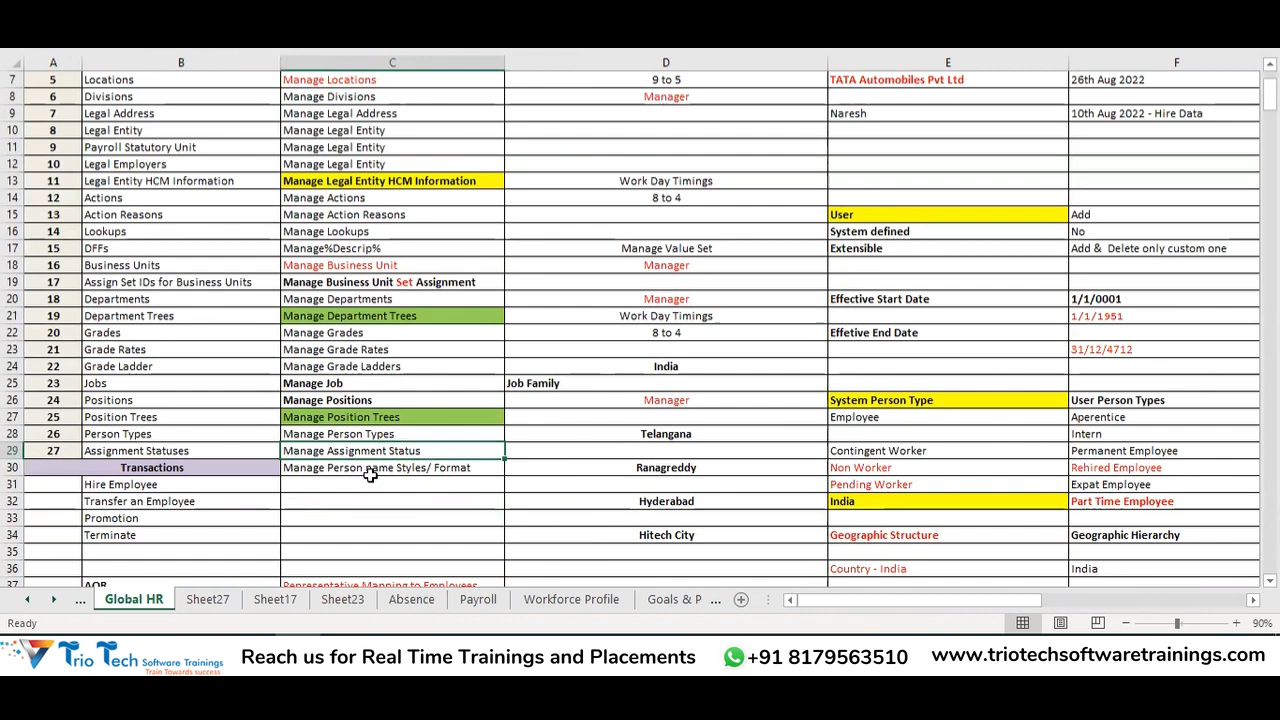 A B C D E F
7 5 Locations Manage Locations 9 to 5 TATA Automobiles Pvt Ltd 26th Aug 2022
8 6 Divisions Manage Divisions Manager
9 7 Legal Address Manage Legal Address Naresh 10th Aug 2022 - Hire Data
10 8 Legal Entity Manage Legal Entity
11 9 Payroll Statutory Unit Manage Legal Entity
12 10 Legal Employers Manage Legal Entity
13 11 Legal Entity HCM Information Manage Legal Entity HCM Information Work Day Timings
14 12 Actions Manage Actions 8 to 4
15 13 Action Reasons Manage Action Reasons User Add
16 14 Lookups Manage Lookups System defined No
17 15 DFFs Manage%Descrip% Manage Value Set Extensible Add & Delete only custom one
18 16 Business Units Manage Business Unit Manager
19 17 Assign Set IDs for Business Units Manage Business Unit Set Assignment
20 18 Departments Manage Departments Manager Effective Start Date 1/1/0001
21 19 Department Trees Manage Department Trees Work Day Timings 1/1/1951
22 20 Grades Manage Grades 8 to 4 Effetive End Date
23 21 Grade Rates Manage Grade Rates 31/12/4712
24 22 Grade Ladder Manage Grade Ladders India
25 23 Jobs Manage Job Job Family
26 24 Positions Manage Positions Manager System Person Type User Person Types
27 25 Position Trees Manage Position Trees Employee Aperentice
28 26 Person Types Manage Person Types Telangana Intern
29 27 Assignment Statuses Manage Assignment Status Contingent Worker Permanent Employee
30 Transactions Manage Person name Styles/ Format Ranagreddy Non Worker Rehired Employee
31 Hire Employee Pending Worker Expat Employee
32 Transfer an Employee Hyderabad India Part Time Employee
33 Promotion
34 Terminate Hitech City Geographic Structure Geographic Hierarchy
35
36 Country - India India
37 AOR Representative Mapping to Employees
... Global HR Sheet27 Sheet17 Sheet23 Absence Payroll Workforce Profile Goals & P ...
Ready 90%
Trio Tech Software Trainings
Train Towards success
Reach us for Real Time Trainings and Placements +91 8179563510 www.triotechsoftwaretrainings.com